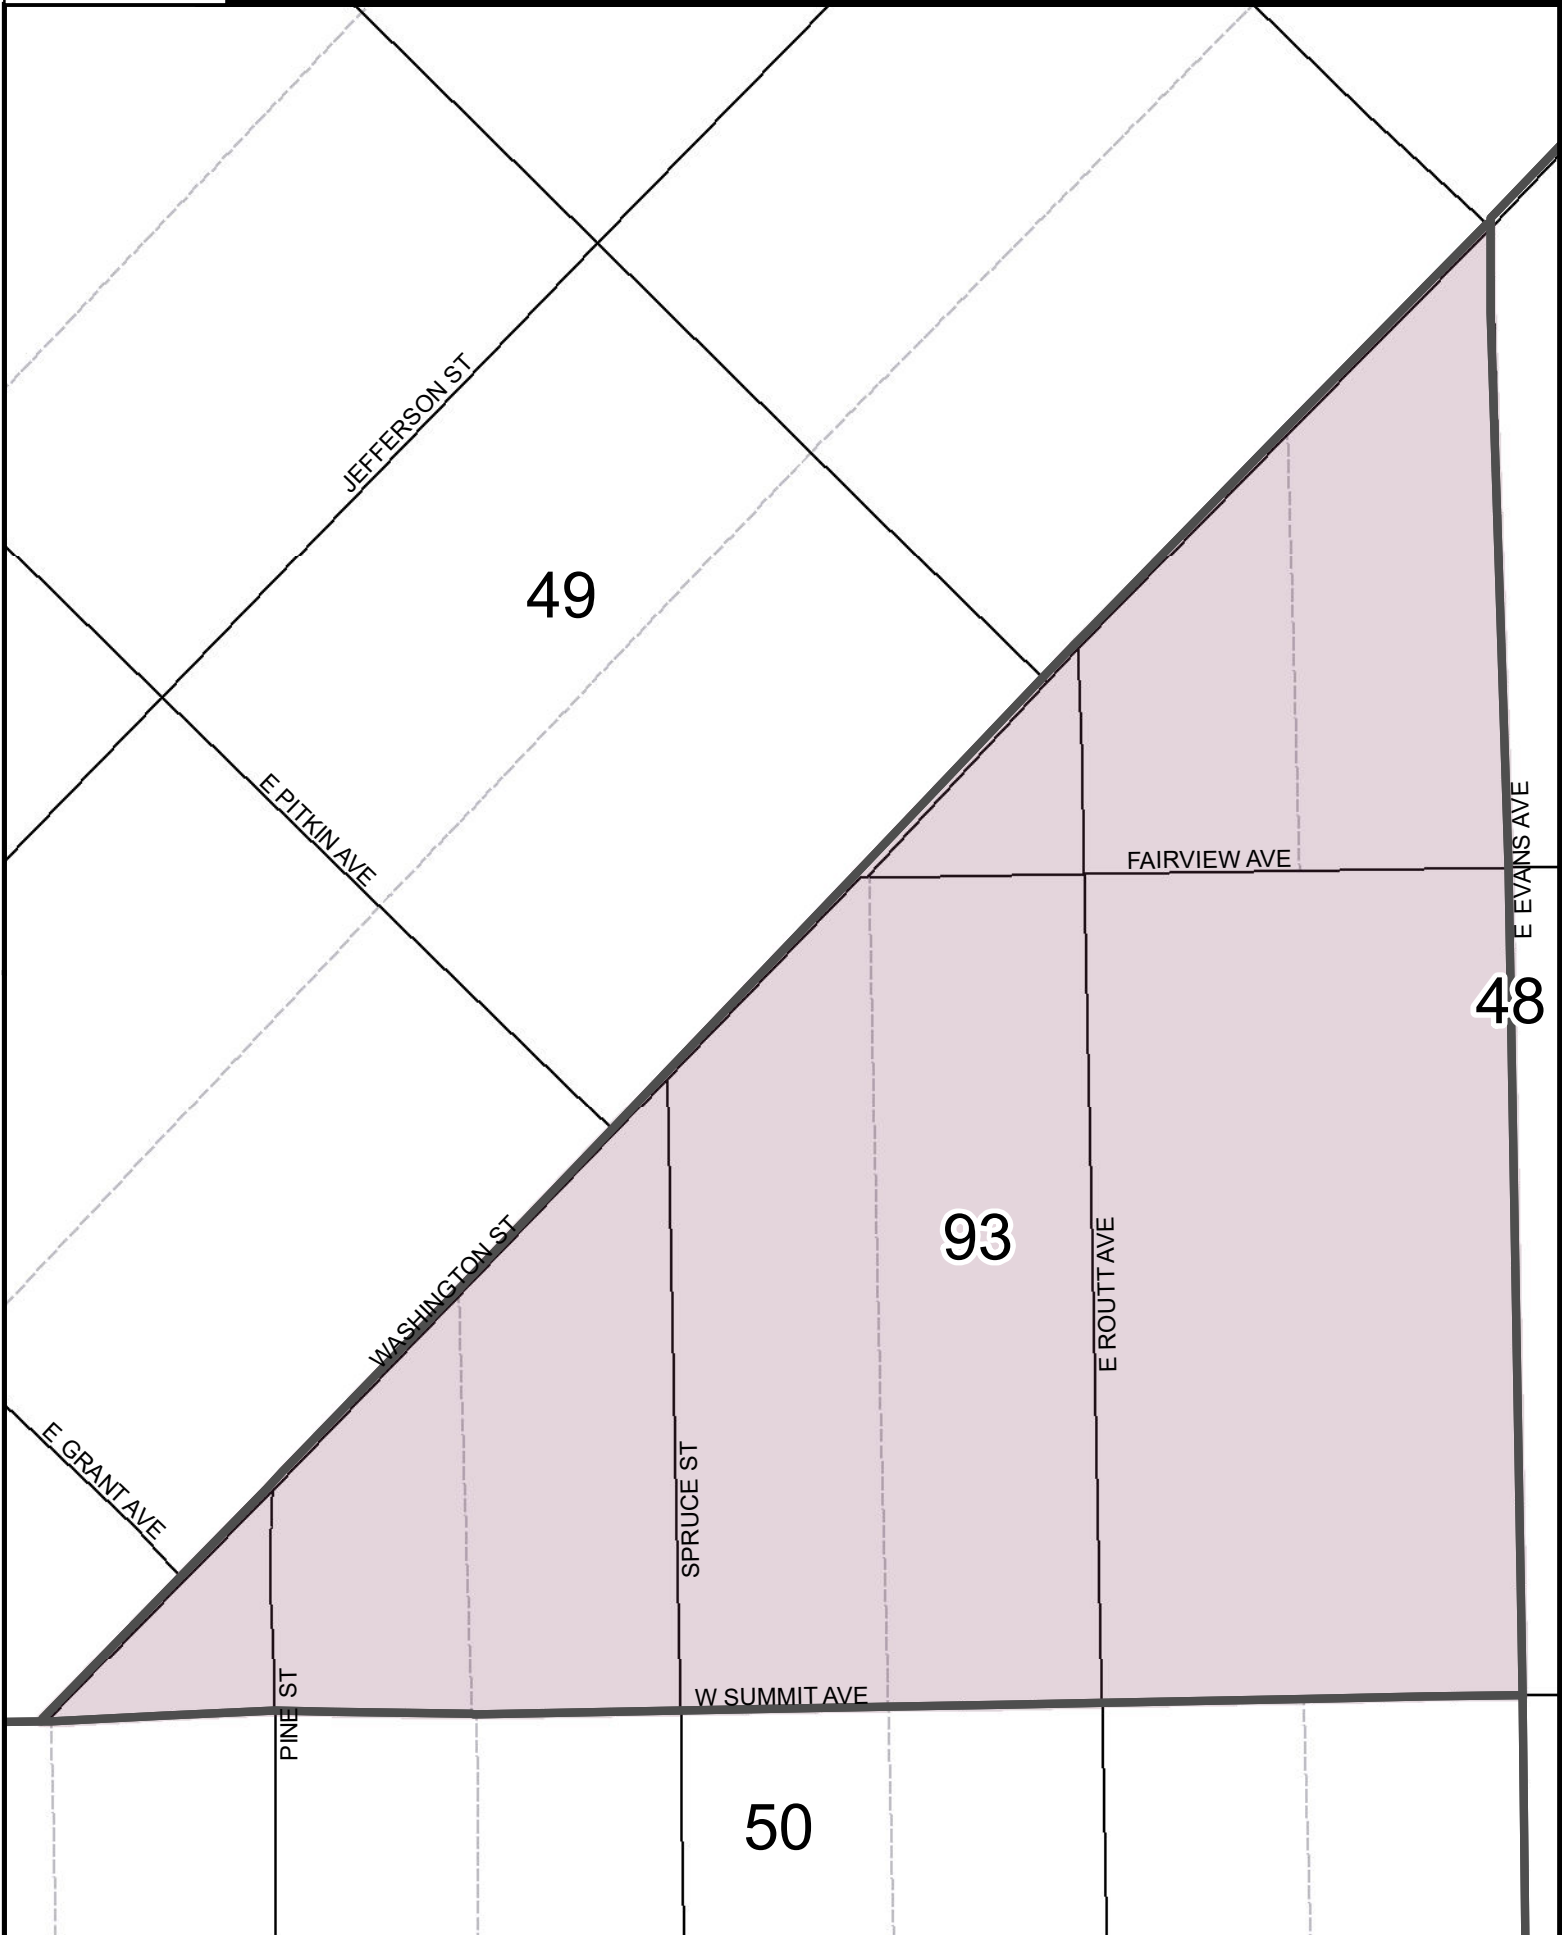 JEFFERSON ST
49
E PITKIN AVE
FAIRVIEW AVE
E EVANS AVE
48
WASHINGTON ST
93
E ROUTT AVE
E GRANT AVE
SPRUCE ST
W SUMMIT AVE
PINE ST
50